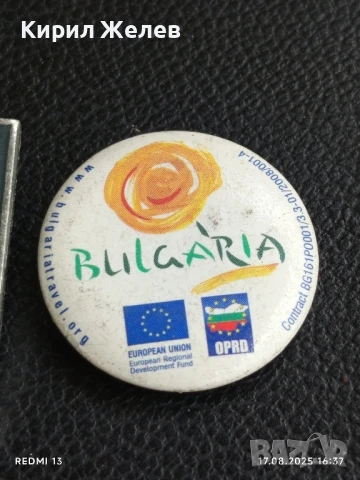 Кирил Желев
www.bulgariatravel.org
Contract BG161PO001/3.3-01/2008/001-4
BULGARIA
EUROPEAN UNION
European Regional
Development Fund
OPRD
REDMI 13
17.08.2025 16:37
BAZAR